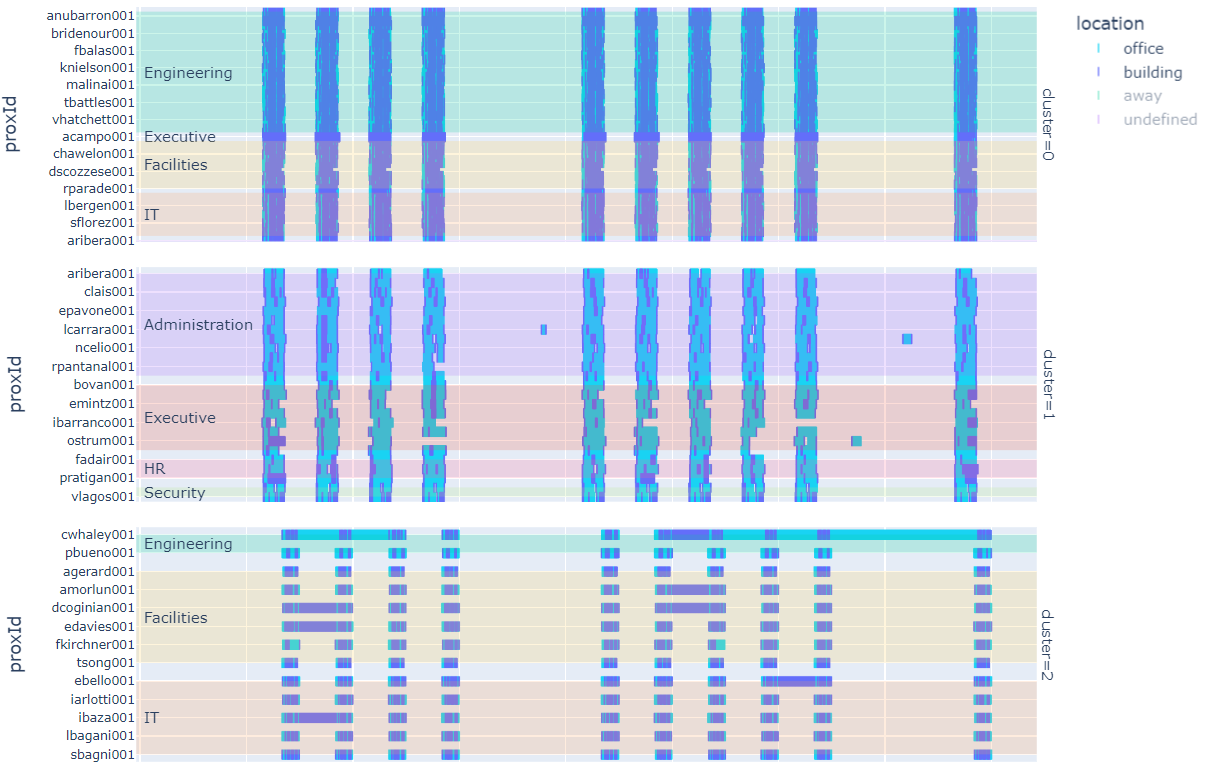 anubarron001
bridenour001
fbalas001
knielson001
malinai001
tbattles001
vhatchett001
acampo001
chawelon001
dscozzese001
rparade001
lbergen001
sflorez001
aribera001
proxId
Engineering
Executive
Facilities
IT
cluster=0
location
office
building
away
undefined
aribera001
clais001
epavone001
lcarrara001
ncelio001
rpantanal001
bovan001
emintz001
ibarranco001
ostrum001
fadair001
pratigan001
vlagos001
proxId
Administration
Executive
HR
Security
cluster=1
cwhaley001
pbueno001
agerard001
amorlun001
dcoginian001
edavies001
fkirchner001
tsong001
ebello001
iarlotti001
ibaza001
lbagani001
sbagni001
proxId
Engineering
Facilities
IT
cluster=2